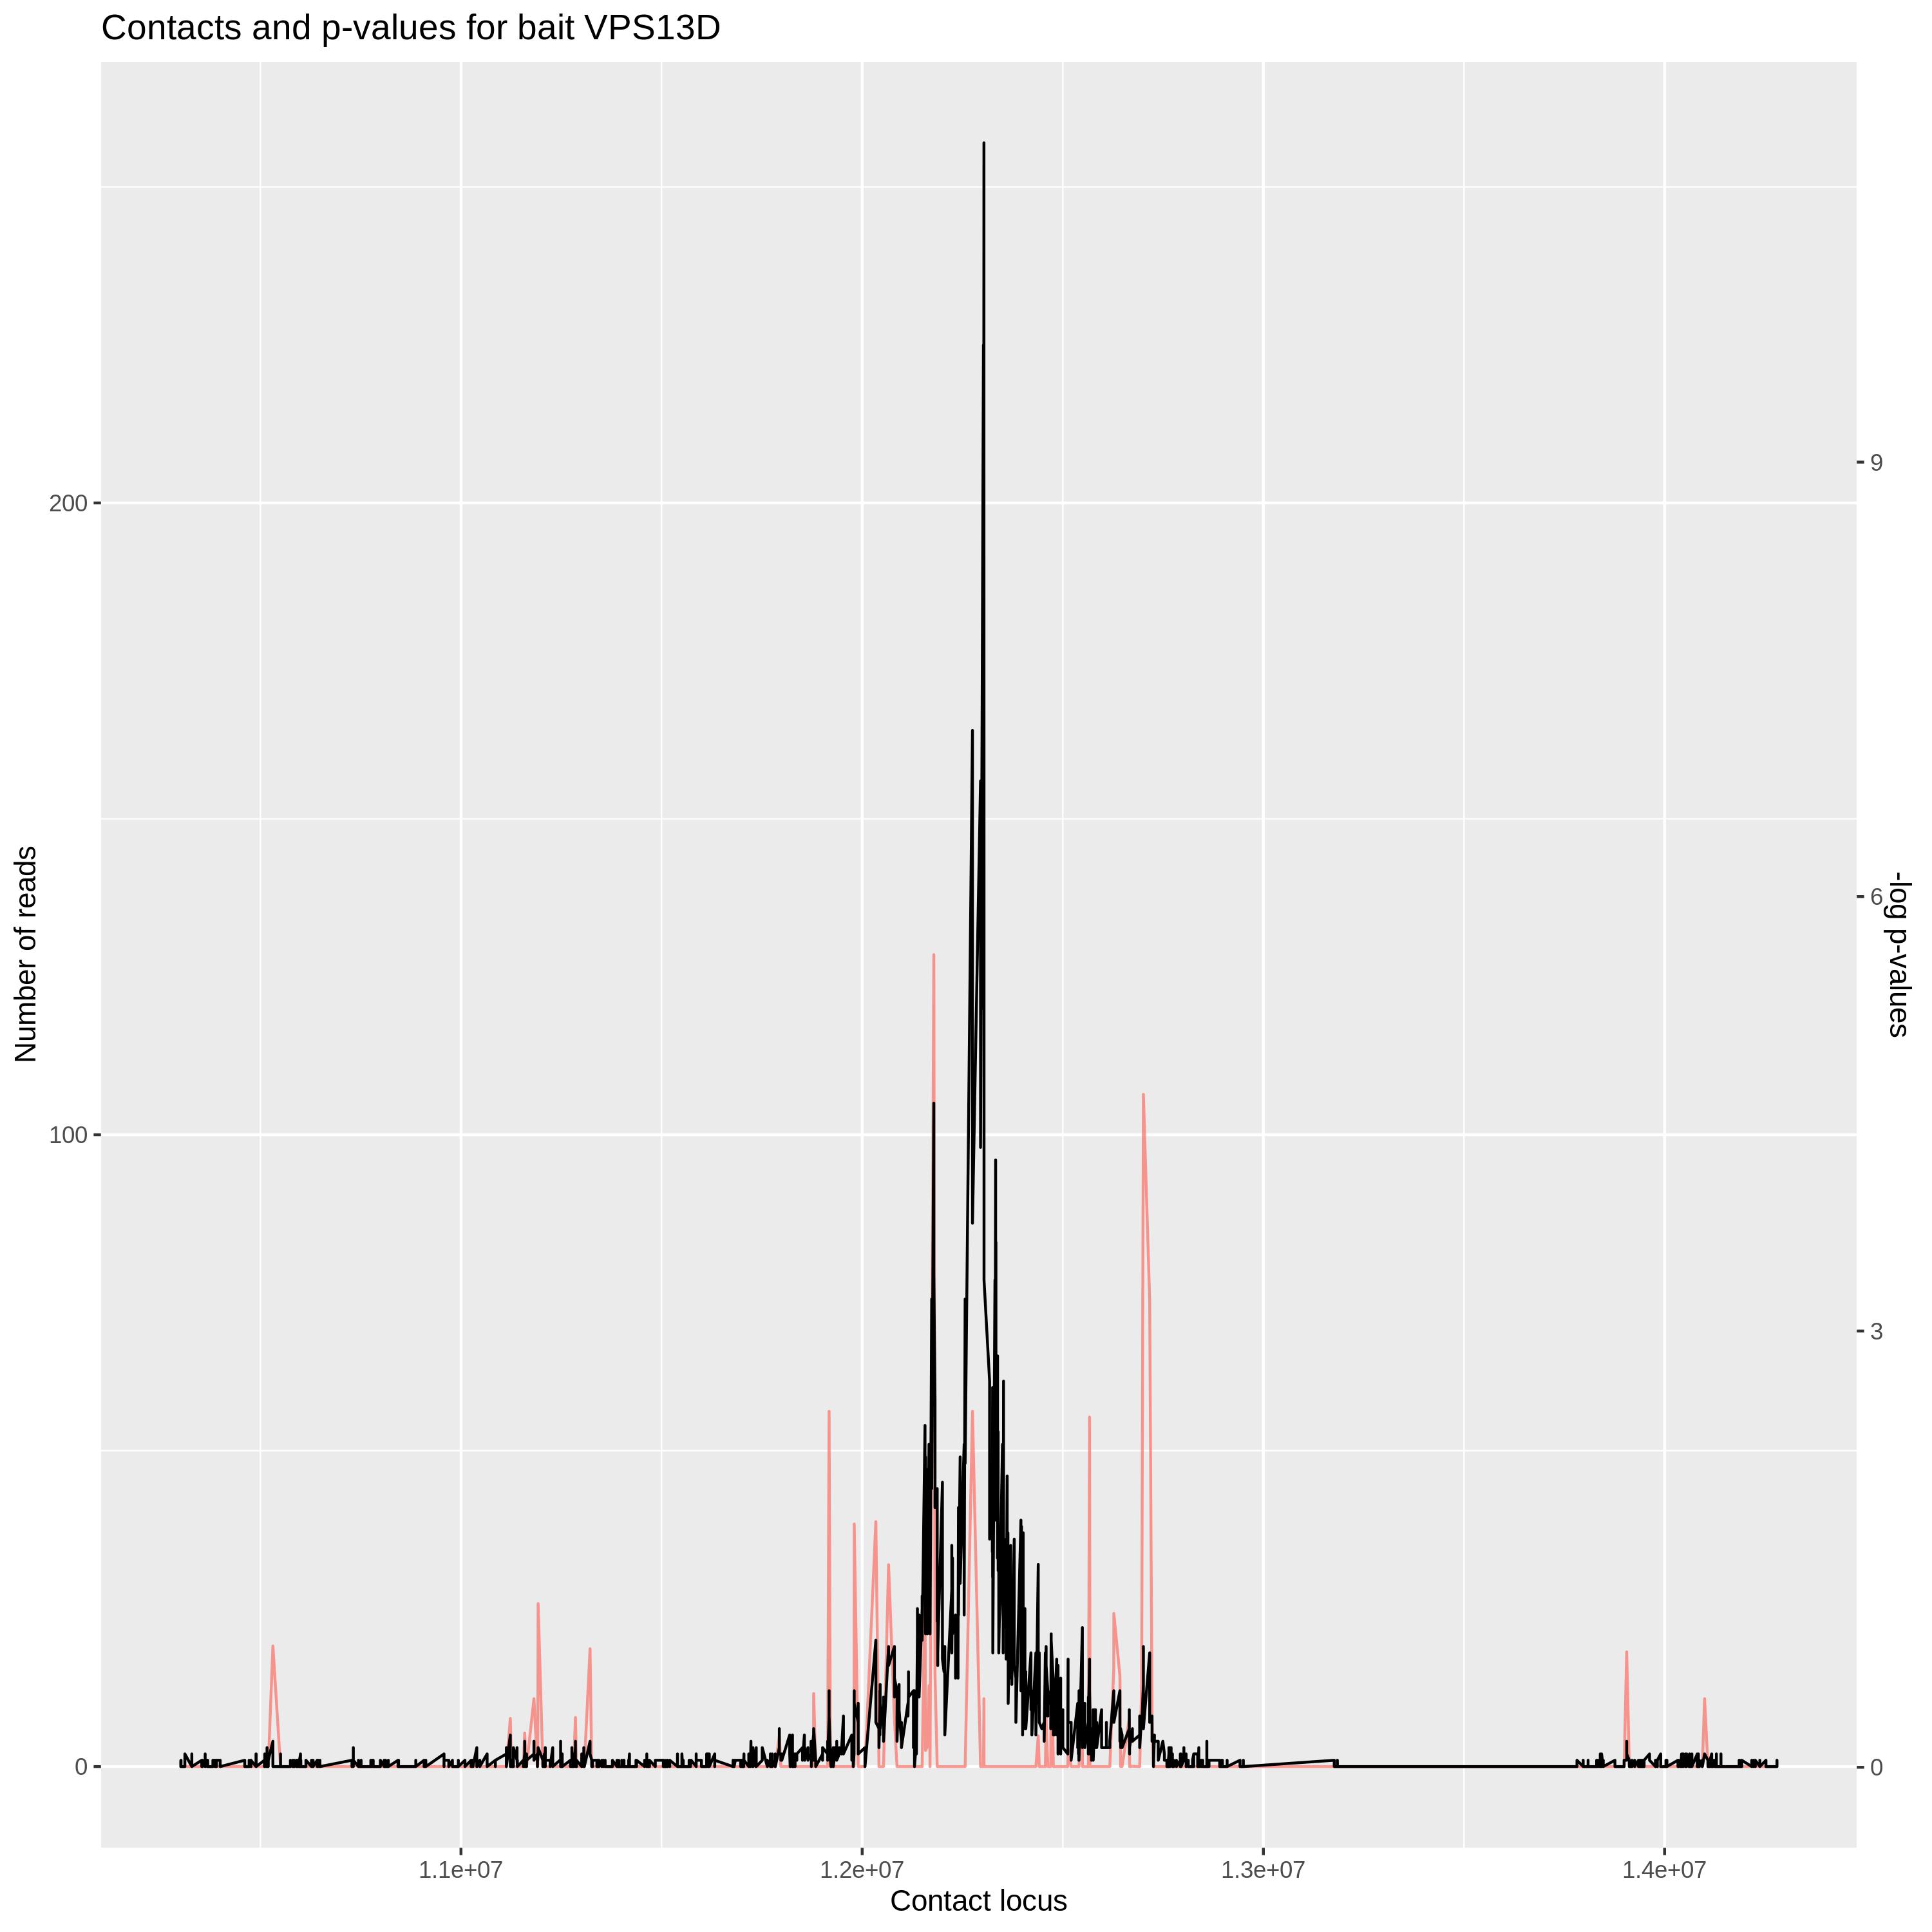 Contacts and p-values for bait VPS13D
Number of reads
200
100
0
9
6
3
0
-log p-values
1.1e+07
1.2e+07
1.3e+07
1.4e+07
Contact locus